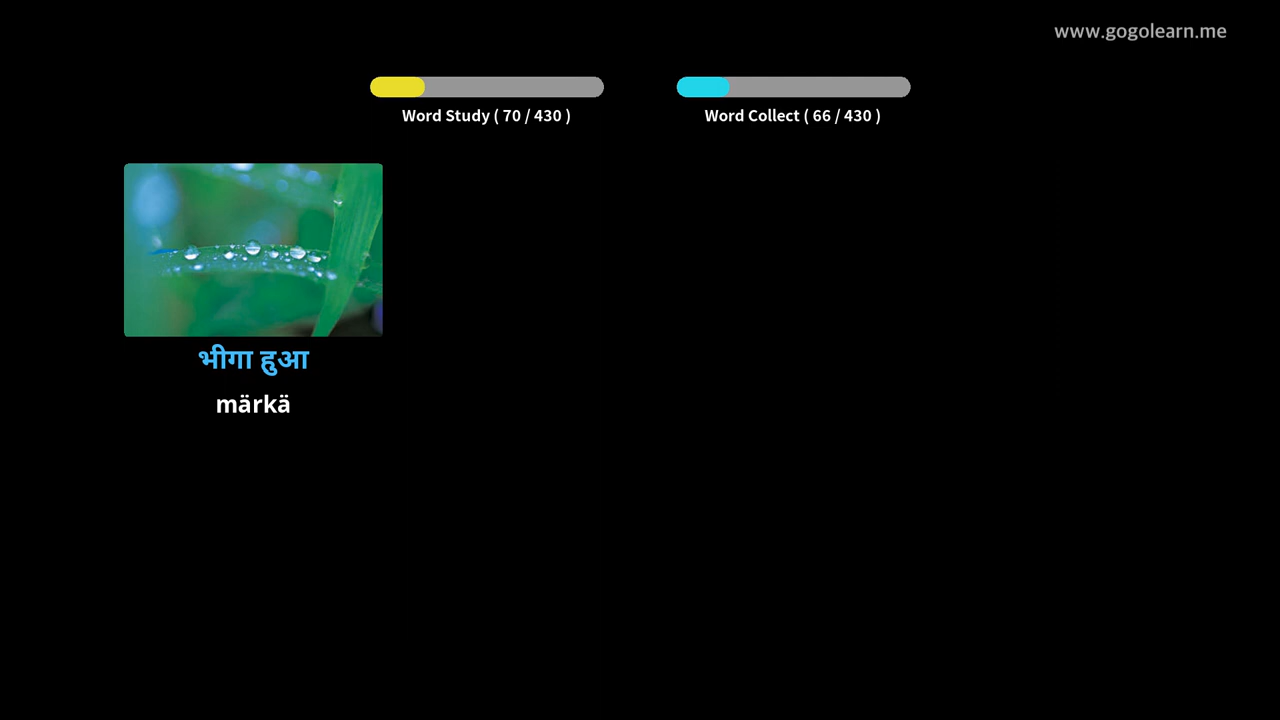 www.gogolearn.me
Word Study ( 70 / 430 )
Word Collect ( 66 / 430 )
भीगा हुआ
märkä